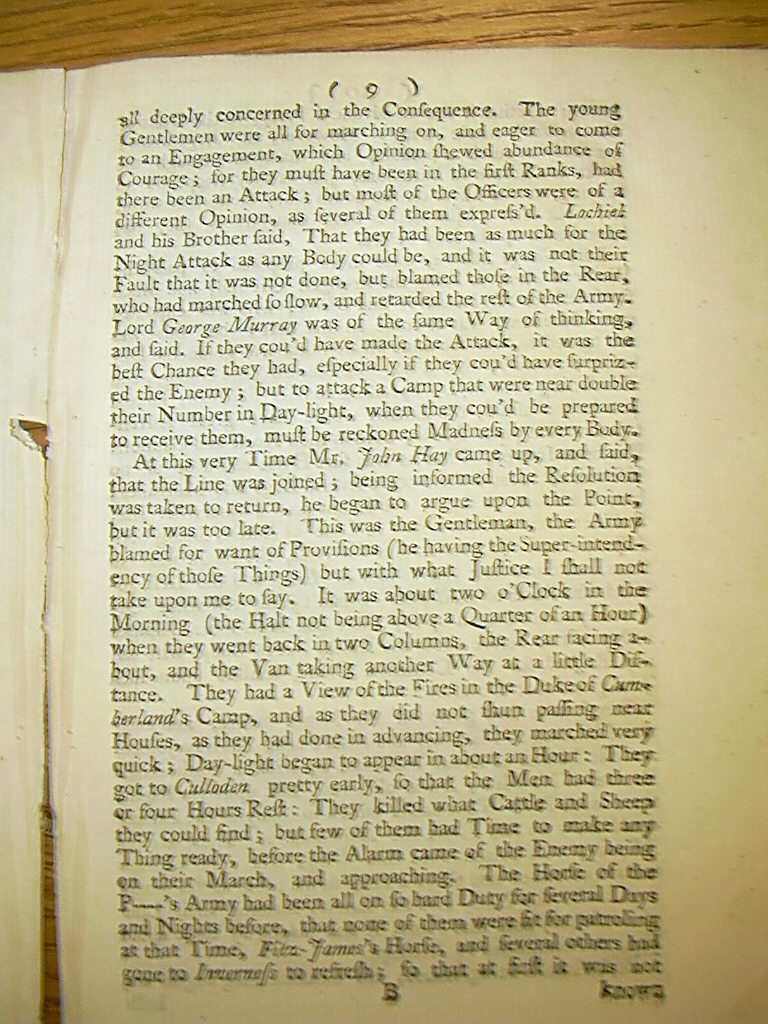 ( 9 )
all deeply concerned in the Conſequence. The young
Gentlemen were all for marching on, and eager to come
to an Engagement, which Opinion ſhewed abundance of
Courage; for they muſt have been in the firſt Ranks, had
there been an Attack; but moſt of the Officers were of a
different Opinion, as ſeveral of them expreſs'd. Lochiel
and his Brother ſaid, That they had been as much for the
Night Attack as any Body could be, and it was not their
Fault that it was not done, but blamed thoſe in the Rear,
who had marched ſo ſlow, and retarded the reſt of the Army.
Lord George Murray was of the ſame Way of thinking,
and ſaid. If they cou'd have made the Attack, it was the
beſt Chance they had, eſpecially if they cou'd have ſurpriz-
ed the Enemy; but to attack a Camp that were near double
their Number in Day-light, when they cou'd be prepared
to receive them, muſt be reckoned Madneſs by every Body.
At this very Time Mr. John Hay came up, and ſaid,
that the Line was joined; being informed the Reſolution
was taken to return, he began to argue upon the Point,
but it was too late. This was the Gentleman, the Army
blamed for want of Proviſions (he having the Super-intend-
ency of thoſe Things) but with what Juſtice I ſhall not
take upon me to ſay. It was about two o'Clock in the
Morning (the Halt not being above a Quarter of an Hour)
when they went back in two Columns, the Rear facing a-
bout, and the Van taking another Way at a little Diſ-
tance. They had a View of the Fires in the Duke of Cum-
berland's Camp, and as they did not ſhun paſſing near
Houſes, as they had done in advancing, they marched very
quick; Day-light began to appear in about an Hour: They
got to Culloden pretty early, ſo that the Men had three
or four Hours Reſt: They killed what Cattle and Sheep
they could find; but few of them had Time to make any
Thing ready, before the Alarm came of the Enemy being
on their March, and approaching. The Horſe of the
P----'s Army had been all on ſo hard Duty for ſeveral Days
and Nights before, that none of them were fit for patroling
at that Time, Fitz-James's Horſe, and ſeveral others had
gone to Inverneſs to refreſh; ſo that at firſt it was not
B known